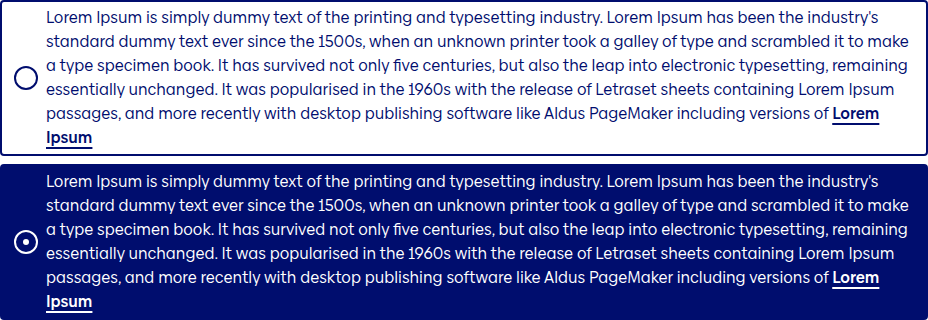 Lorem Ipsum is simply dummy text of the printing and typesetting industry. Lorem Ipsum has been the industry's
standard dummy text ever since the 1500s, when an unknown printer took a galley of type and scrambled it to make
a type specimen book. It has survived not only five centuries, but also the leap into electronic typesetting, remaining
essentially unchanged. It was popularised in the 1960s with the release of Letraset sheets containing Lorem Ipsum
passages, and more recently with desktop publishing software like Aldus PageMaker including versions of Lorem
Ipsum
Lorem Ipsum is simply dummy text of the printing and typesetting industry. Lorem Ipsum has been the industry's
standard dummy text ever since the 1500s, when an unknown printer took a galley of type and scrambled it to make
a type specimen book. It has survived not only five centuries, but also the leap into electronic typesetting, remaining
essentially unchanged. It was popularised in the 1960s with the release of Letraset sheets containing Lorem Ipsum
passages, and more recently with desktop publishing software like Aldus PageMaker including versions of Lorem
Ipsum